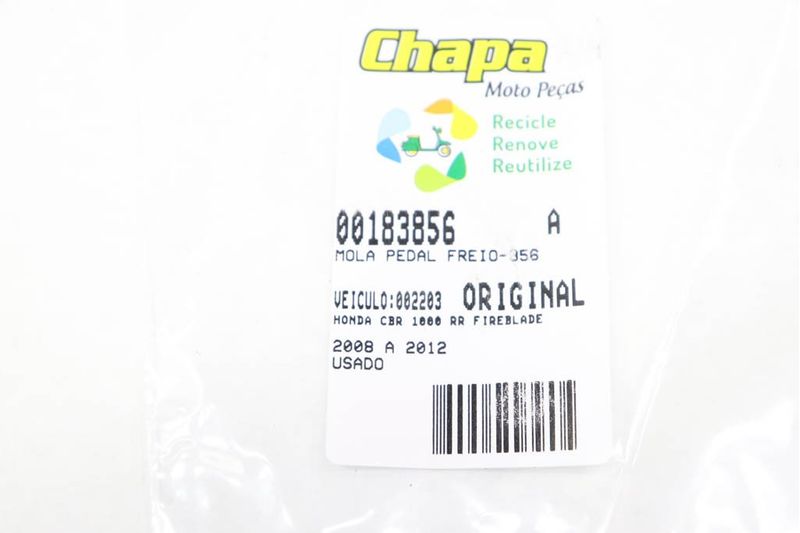 Chapa
Moto Peças
Recicle
Renove
Reutilize
00183856 A
MOLA PEDAL FREIO-356
VEICULO:002203 ORIGINAL
HONDA CBR 1000 RR FIREBLADE
2008 A 2012
USADO